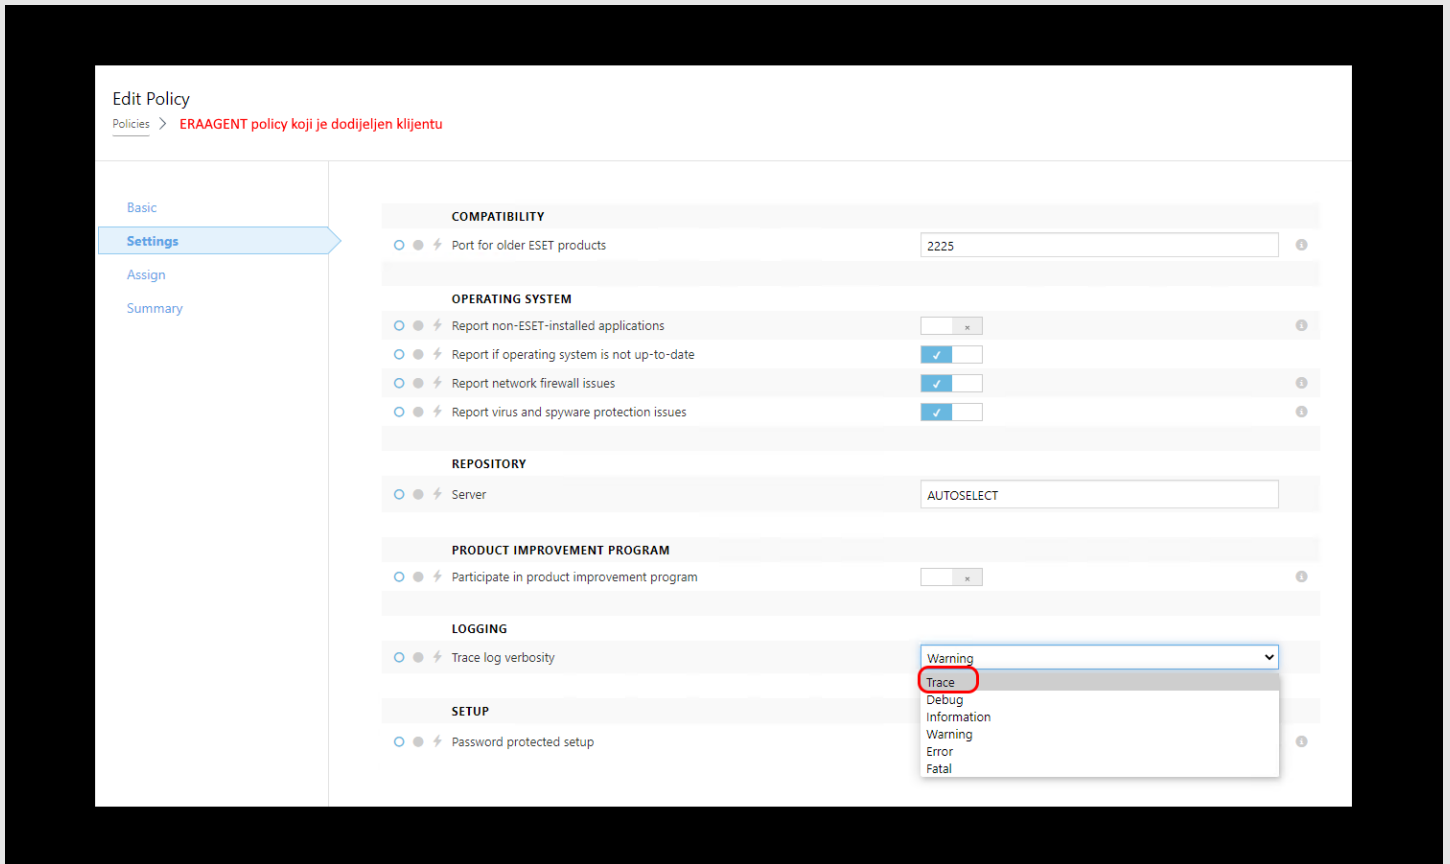 Edit Policy
Policies > ERAAGENT policy koji je dodijeljen klijentu
Basic
Settings
Assign
Summary
COMPATIBILITY
Port for older ESET products 2225
OPERATING SYSTEM
Report non-ESET-installed applications
Report if operating system is not up-to-date
Report network firewall issues
Report virus and spyware protection issues
REPOSITORY
Server AUTOSELECT
PRODUCT IMPROVEMENT PROGRAM
Participate in product improvement program
LOGGING
Trace log verbosity Warning
Trace
Debug
Information
Warning
Error
Fatal
SETUP
Password protected setup